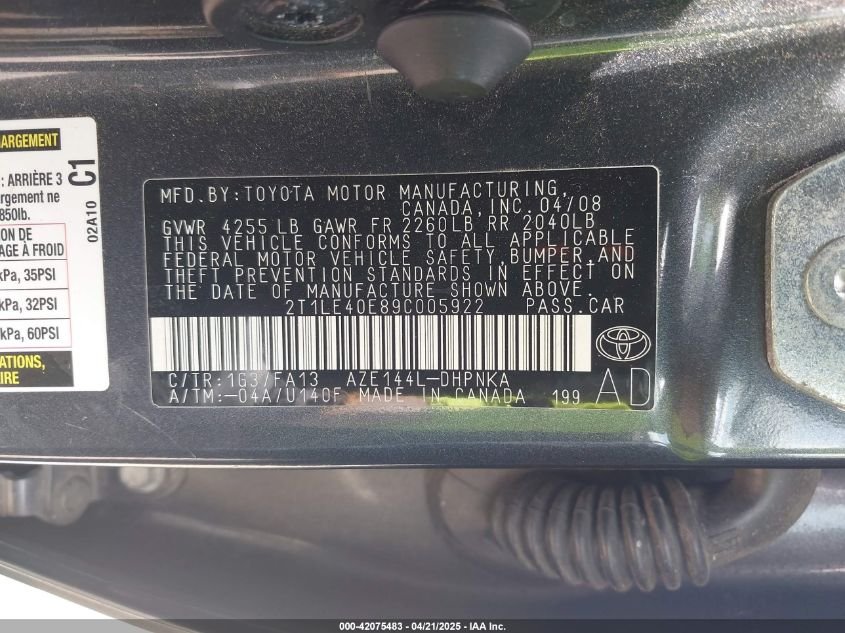 ARGEMENT
: ARRIÈRE 3
argement ne
850lb.
C1
02A10
ION DE
AGE À FROID
kPa, 35PSI
kPa, 32PSI
kPa, 60PSI
ATIONS,
IRE
MFD.BY:TOYOTA MOTOR MANUFACTURING,
CANADA,INC.04/08
GVWR 4255LB GAWR FR 2260LB RR 2040LB
THIS VEHICLE CONFORMS TO ALL APPLICABLE
FEDERAL MOTOR VEHICLE SAFETY,BUMPER,AND
THEFT PREVENTION STANDARDS IN EFFECT ON
THE DATE OF MANUFACTURE SHOWN ABOVE.
2T1LE40E89C005922 PASS.CAR
C/TR:1G3/FA13 AZE144L-DHPNKA
A/TM:-04A/U140F MADE IN CANADA 199
AD
000-42075483 - 04/21/2025 - IAA Inc.